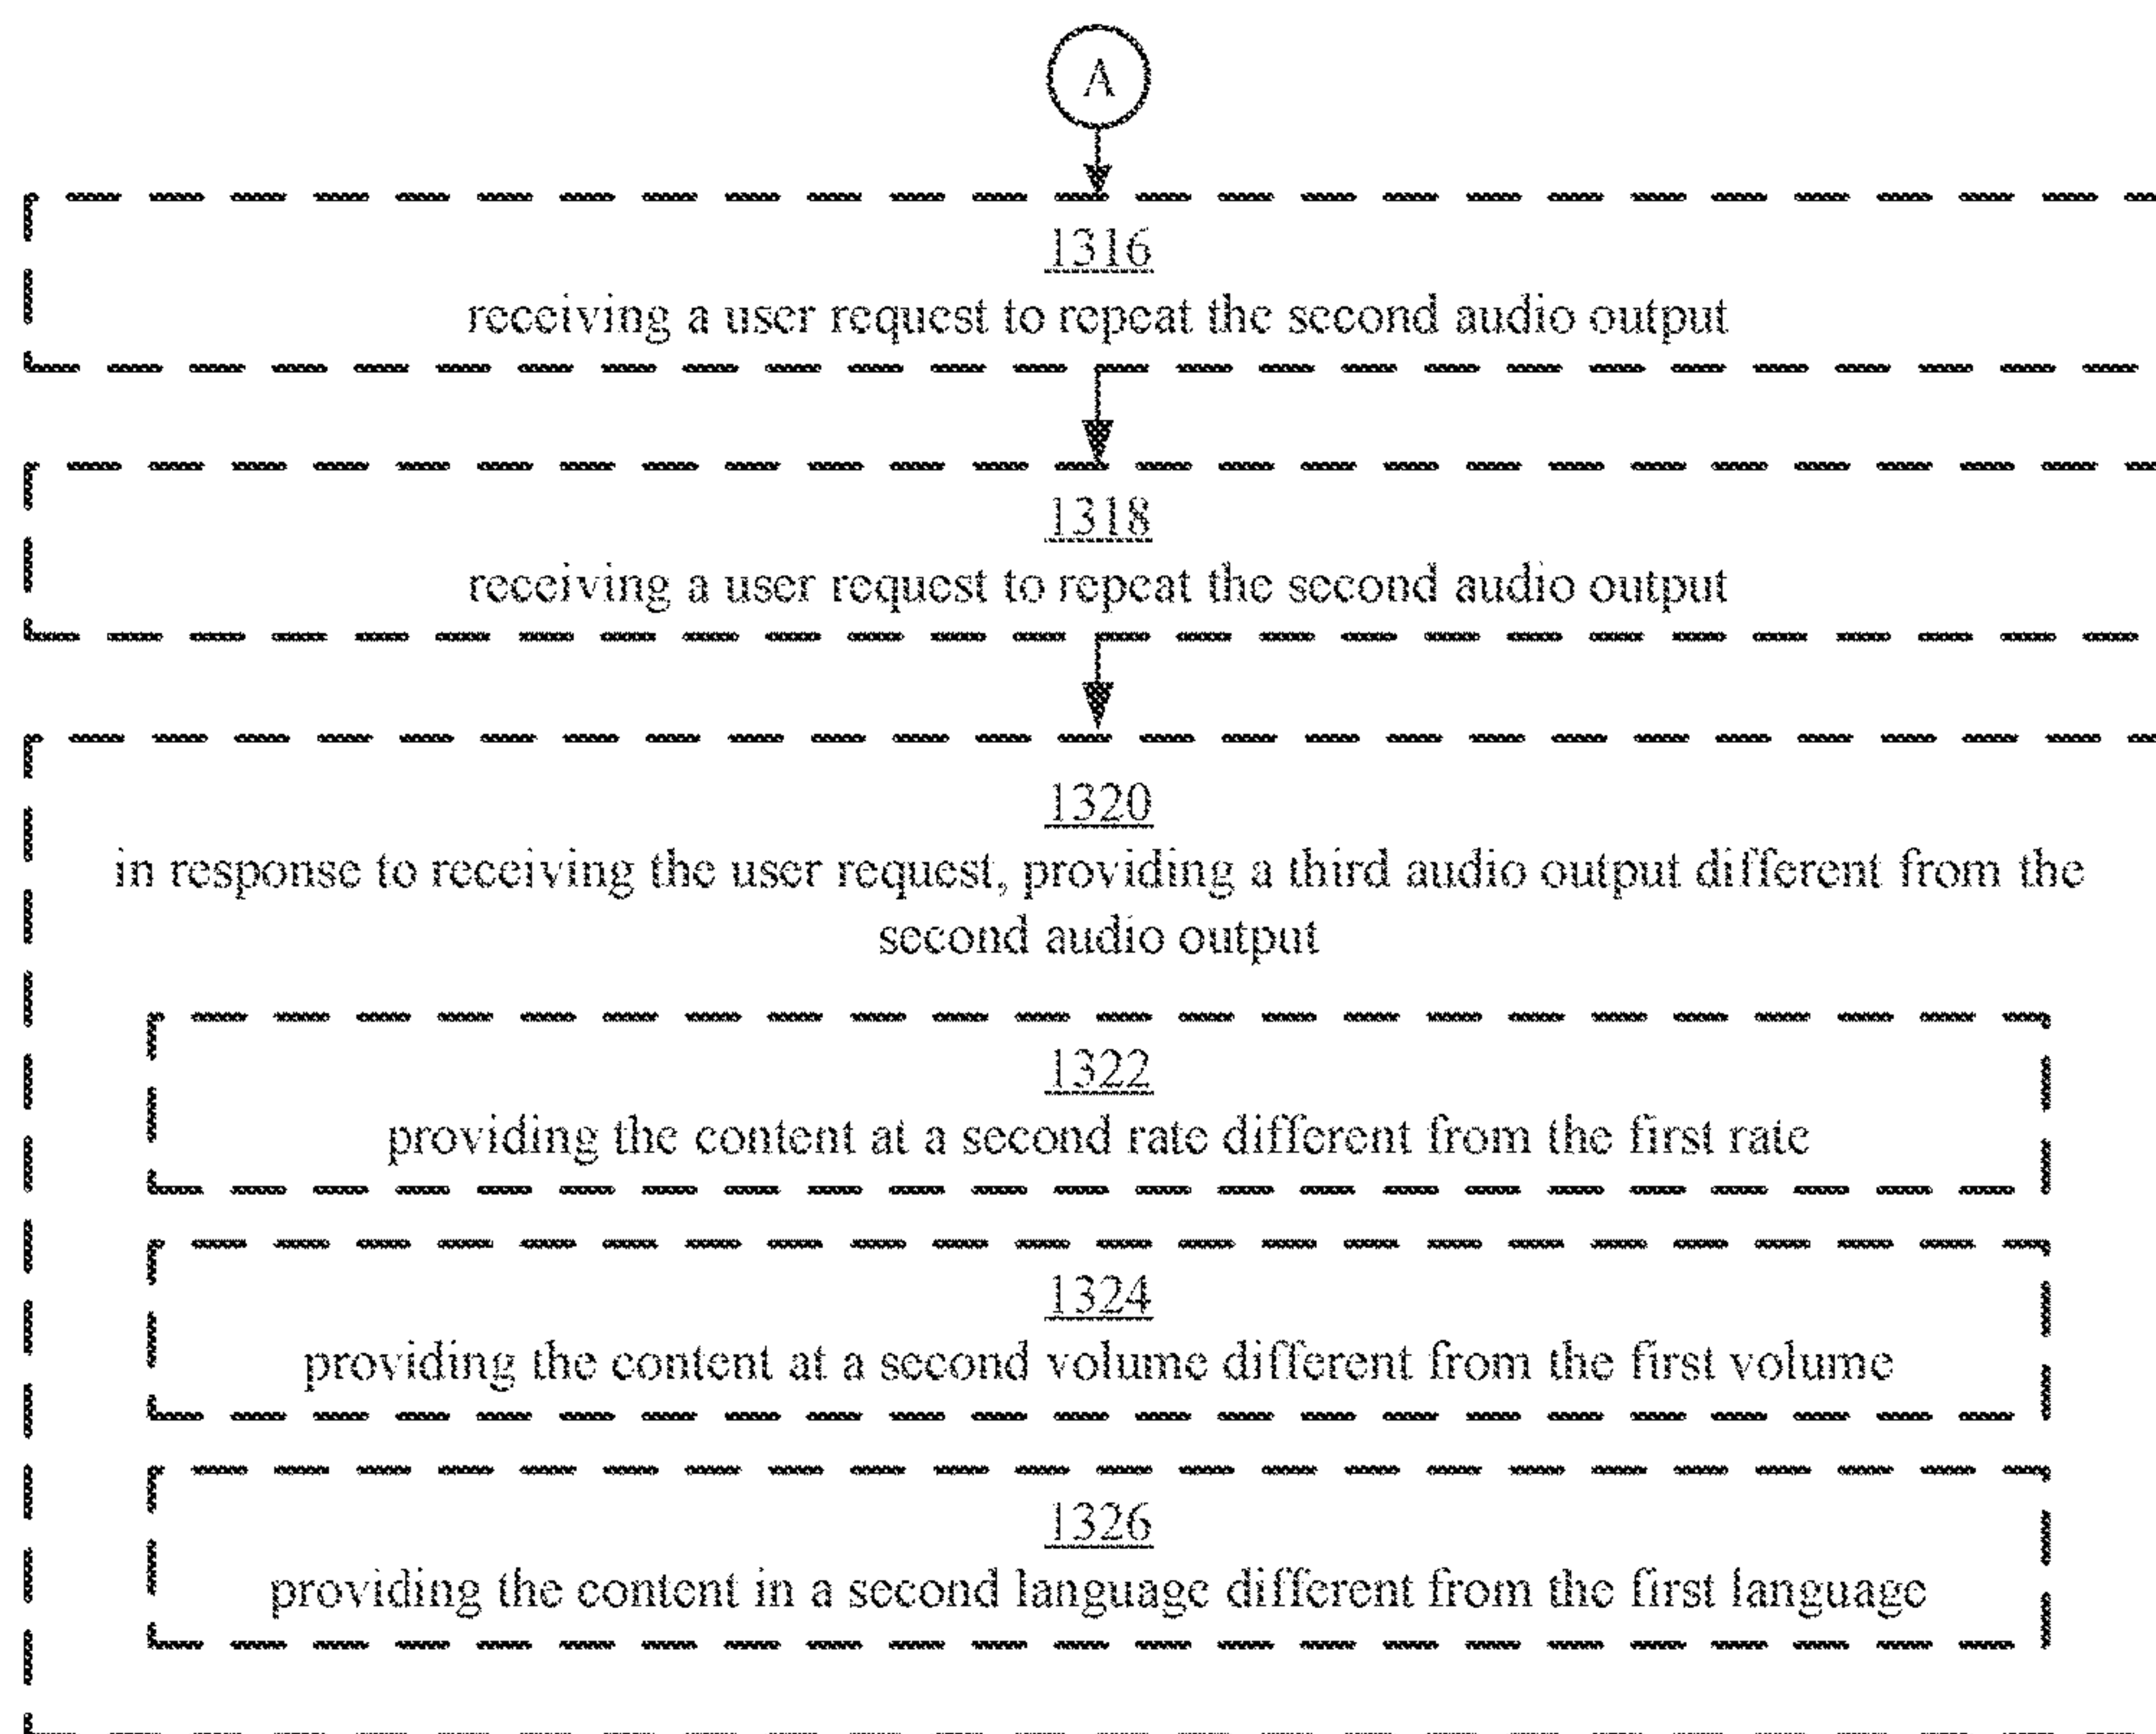 A
1316
receiving a user request to repeat the second audio output
1318
receiving a user request to repeat the second audio output
1320
in response to receiving the user request, providing a third audio output different from the
second audio output
1322
providing the content at a second rate different from the first rate
1324
providing the content at a second volume different from the first volume
1326
providing the content in a second language different from the first language